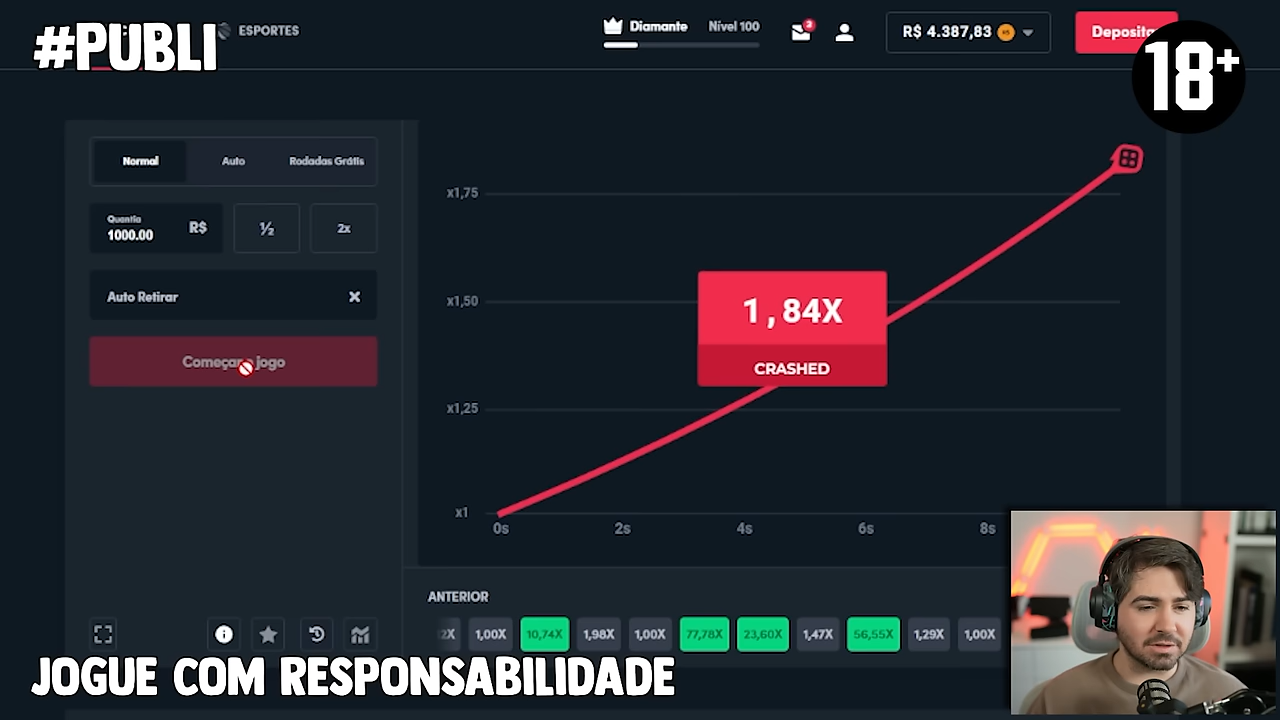 #PUBLI
ESPORTES
Diamante
Nível 100
3
R$ 4.387,83
R$
Depositar
18+
Normal
Auto
Rodadas Grátis
Quantia
1000.00
R$
½
2x
Auto Retirar
Começar o jogo
x1,75
x1,50
x1,25
x1
1,84X
CRASHED
0s
2s
4s
6s
8s
ANTERIOR
2X
1,00X
10,74X
1,98X
1,00X
77,78X
23,60X
1,47X
56,55X
1,29X
1,00X
JOGUE COM RESPONSABILIDADE